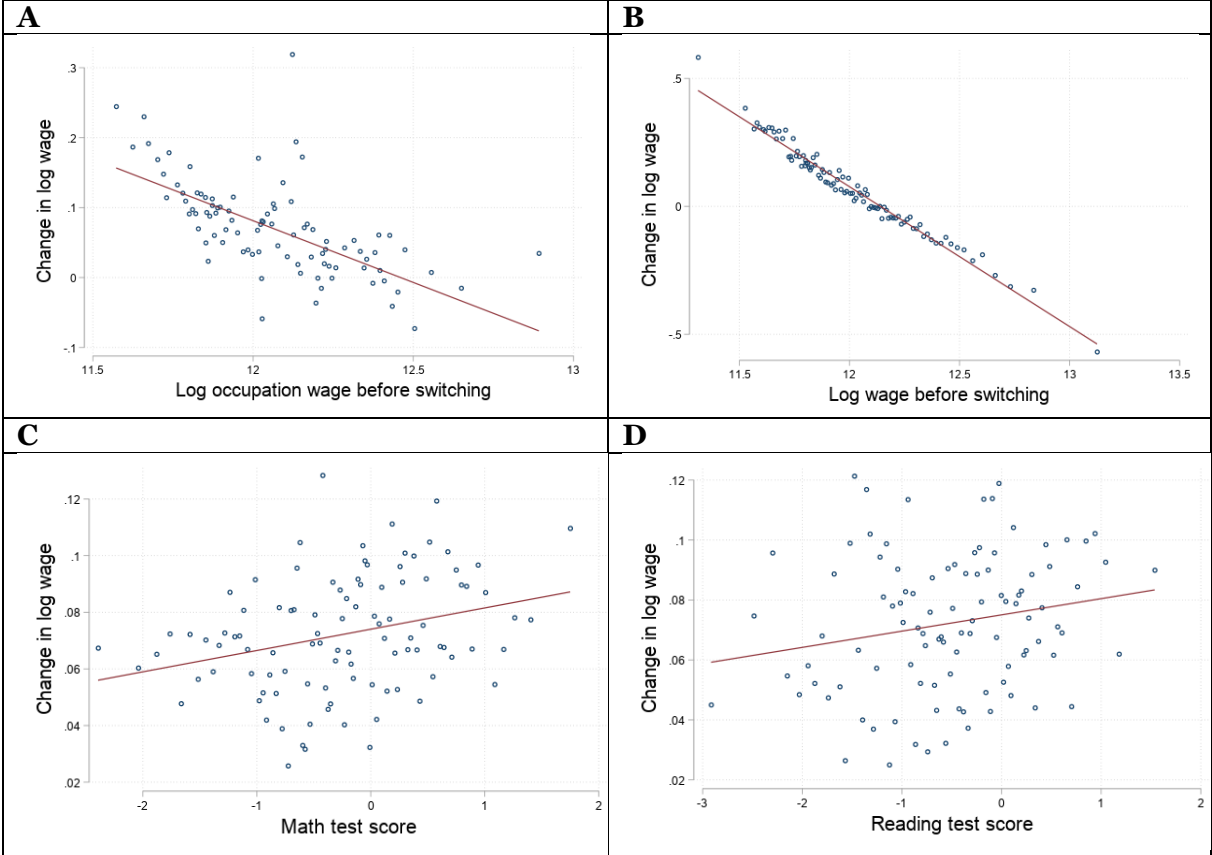 A
.3
.2
.1
0
-.1
Change in log wage
11.5 12 12.5 13
Log occupation wage before switching
B
.5
0
-.5
Change in log wage
11.5 12 12.5 13 13.5
Log wage before switching
C
.12
.1
.08
.06
.04
.02
Change in log wage
-2 -1 0 1 2
Math test score
D
.12
.1
.08
.06
.04
.02
Change in log wage
-3 -2 -1 0 1 2
Reading test score